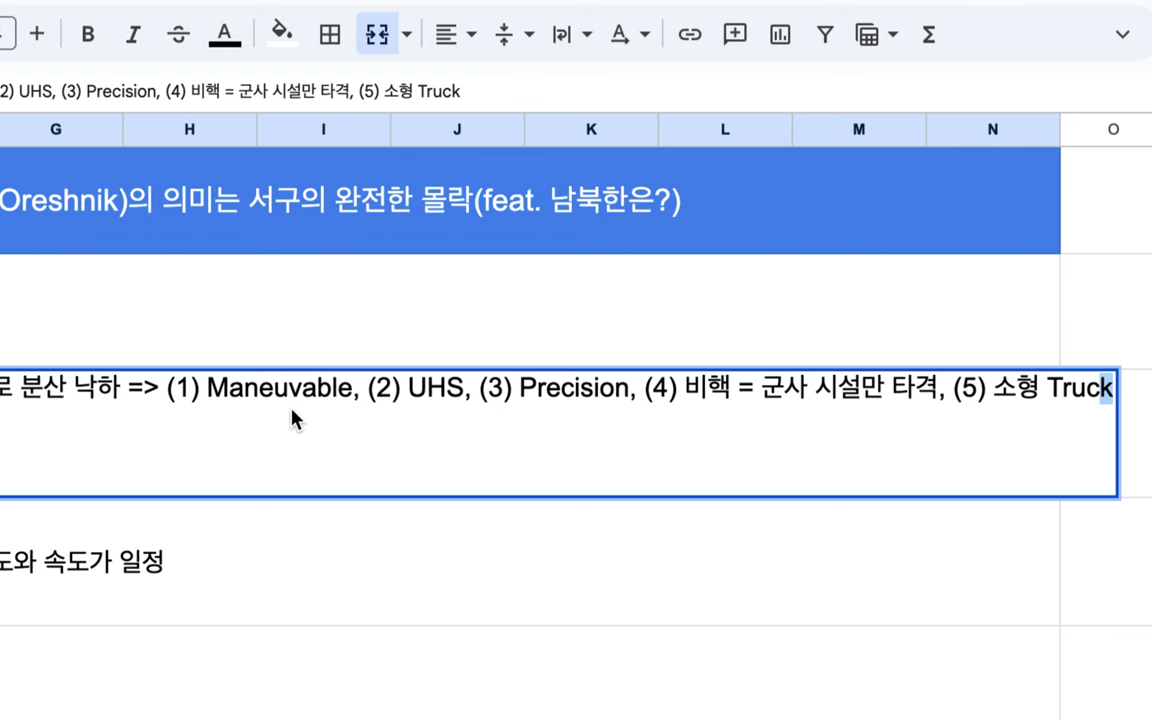 B I S A Σ
2) UHS, (3) Precision, (4) 비핵 = 군사 시설만 타격, (5) 소형 Truck
G H I J K L M N O
Oreshnik)의 의미는 서구의 완전한 몰락(feat. 남북한은?)
로 분산 낙하 => (1) Maneuvable, (2) UHS, (3) Precision, (4) 비핵 = 군사 시설만 타격, (5) 소형 Truck
도와 속도가 일정